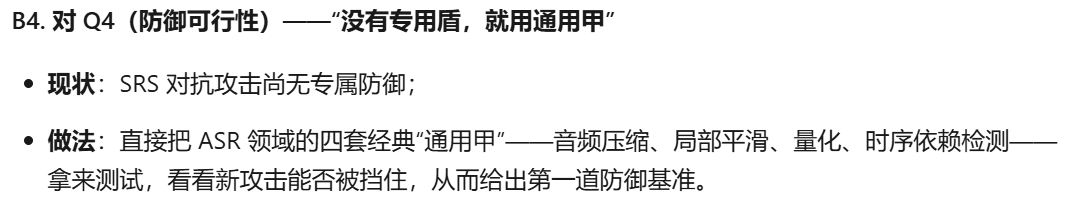 B4. 对 Q4（防御可行性）——“没有专用盾，就用通用甲”
• 现状：SRS 对抗攻击尚无专属防御；
• 做法：直接把 ASR 领域的四套经典“通用甲”——音频压缩、局部平滑、量化、时序依赖检测——
拿来测试，看看新攻击能否被挡住，从而给出第一道防御基准。